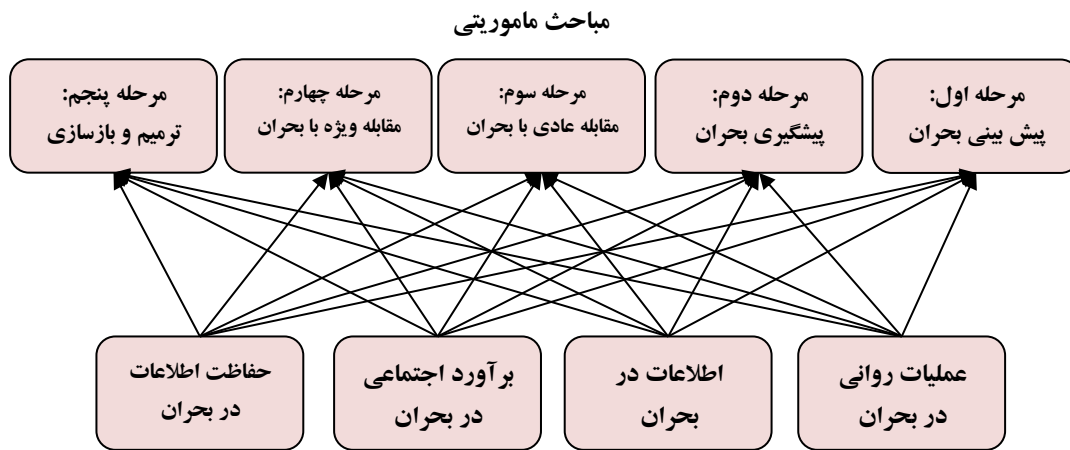 مباحث ماموریتی
مرحله اول:
پیش بینی بحران
مرحله دوم:
پیشگیری بحران
مرحله سوم:
مقابله عادی با بحران
مرحله چهارم:
مقابله ویژه با بحران
مرحله پنجم:
ترمیم و بازسازی
عملیات روانی
در بحران
اطلاعات در
بحران
برآورد اجتماعی
در بحران
حفاظت اطلاعات
در بحران